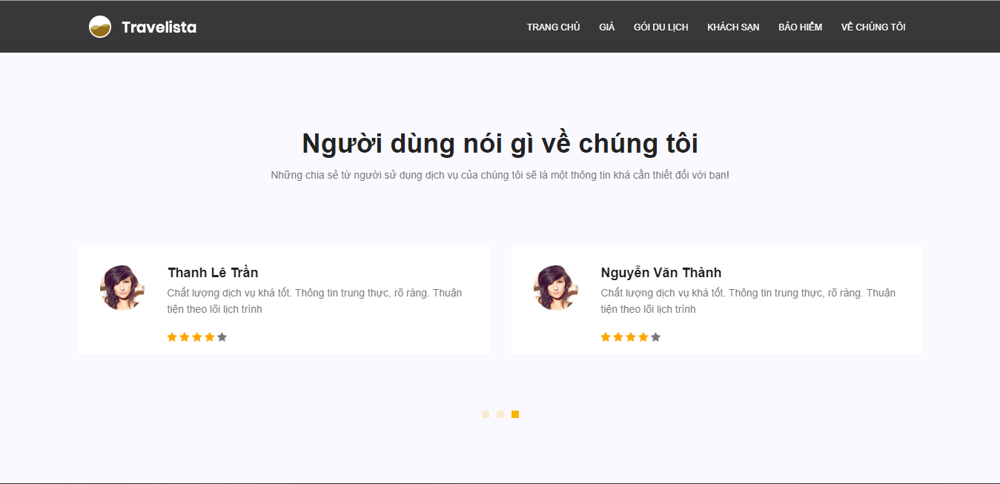 Travelista
TRANG CHỦ GIÁ GÓI DU LỊCH KHÁCH SẠN BẢO HIỂM VỀ CHÚNG TÔI
Người dùng nói gì về chúng tôi
Những chia sẻ từ người sử dụng dịch vụ của chúng tôi sẽ là một thông tin khá cần thiết đối với bạn!
Thanh Lê Trần
Chất lượng dịch vụ khá tốt. Thông tin trung thực, rõ ràng. Thuận
tiện theo lõi lịch trình
Nguyễn Văn Thành
Chất lượng dịch vụ khá tốt. Thông tin trung thực, rõ ràng. Thuận
tiện theo lõi lịch trình